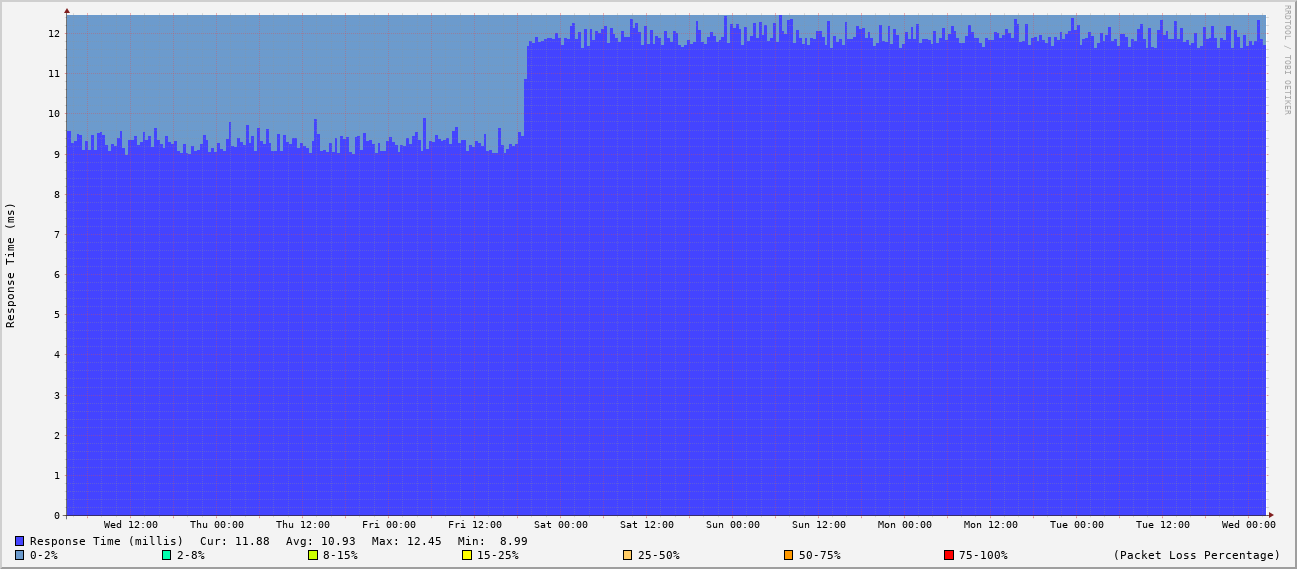 RRDTOOL / TOBI OETIKER
Response Time (ms)
12
11
10
9
8
7
6
5
4
3
2
1
0
Wed 12:00 Thu 00:00 Thu 12:00 Fri 00:00 Fri 12:00 Sat 00:00 Sat 12:00 Sun 00:00 Sun 12:00 Mon 00:00 Mon 12:00 Tue 00:00 Tue 12:00 Wed 00:00
Response Time (millis) Cur: 11.88 Avg: 10.93 Max: 12.45 Min: 8.99
0-2% 2-8% 8-15% 15-25% 25-50% 50-75% 75-100% (Packet Loss Percentage)